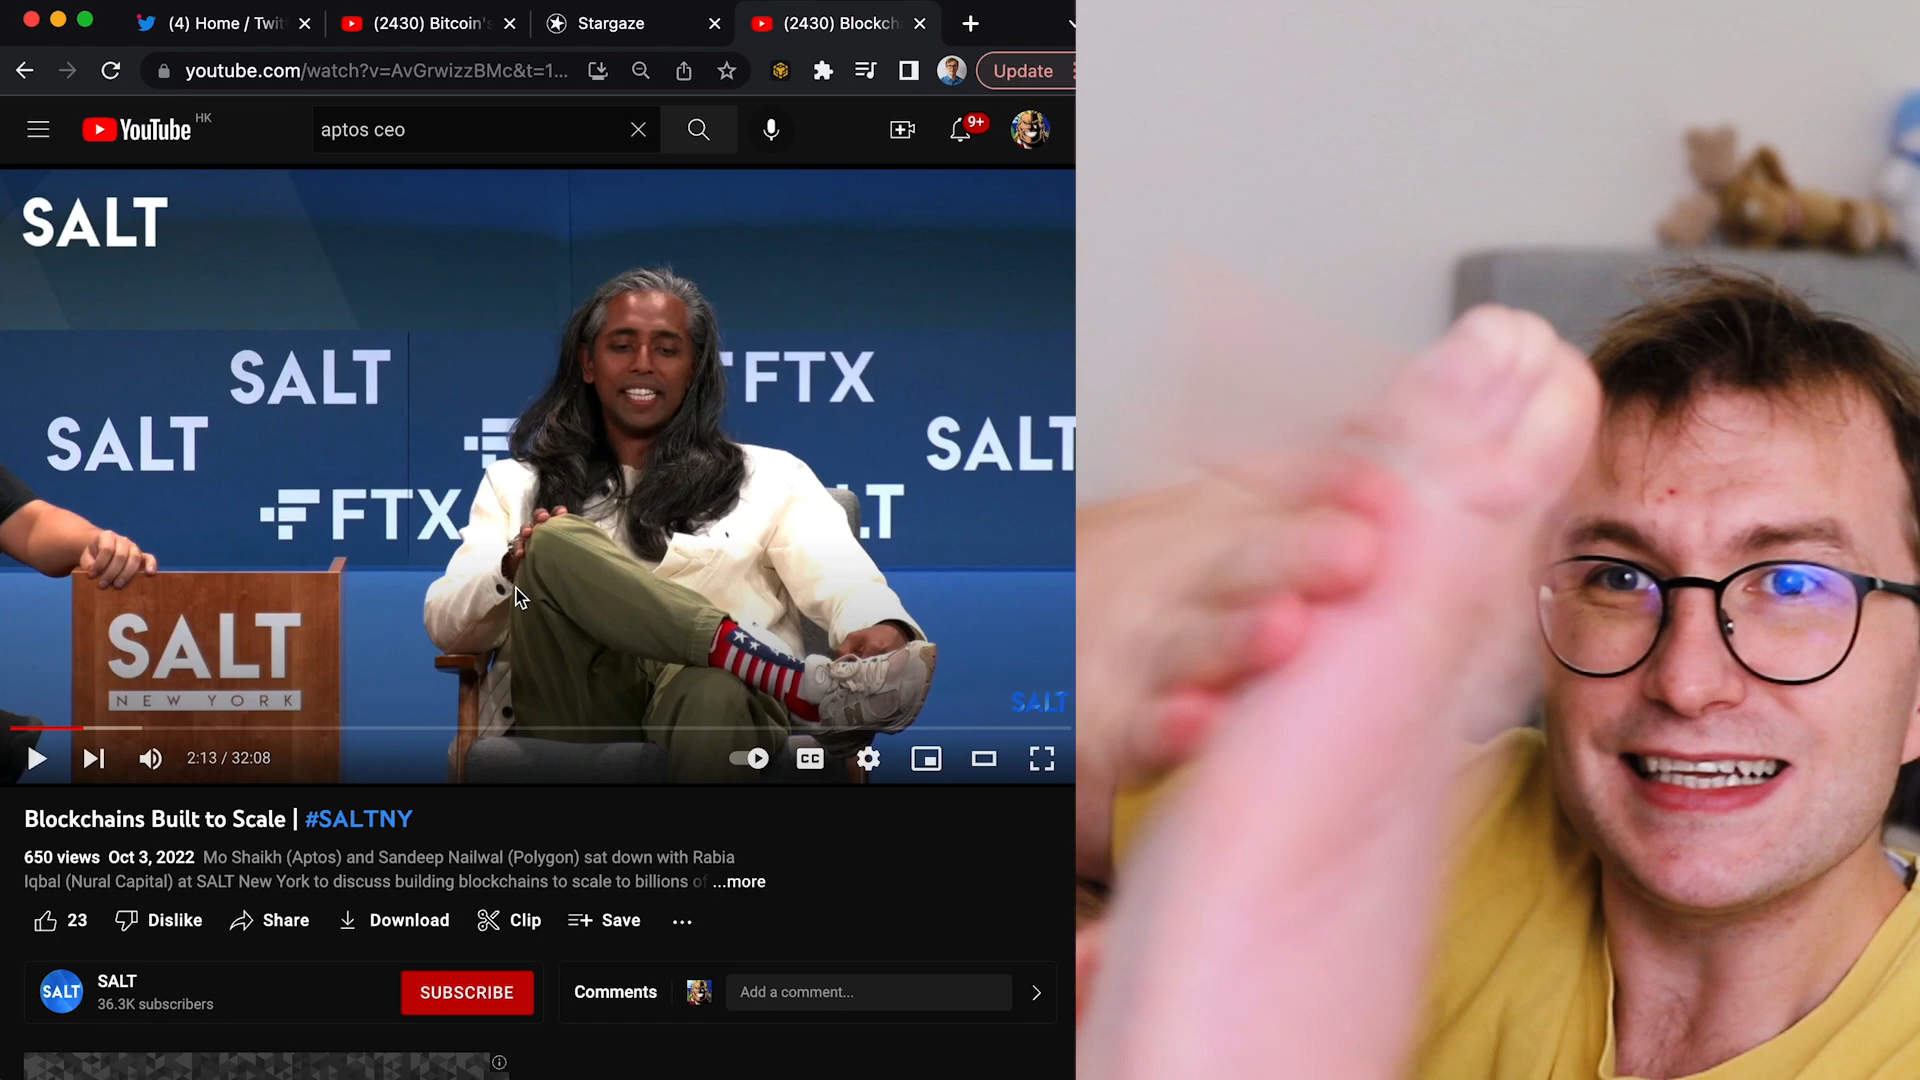 (4) Home / Twit
(2430) Bitcoin's
Stargaze
(2430) Blockch
youtube.com/watch?v=AvGrwizzBMc&t=1...
Update
YouTube HK
aptos ceo
9+
SALT
SALT
FTX
SALT
SALT
FTX
LT
SALT
NEW YORK
SALT
2:13 / 32:08
CC
Blockchains Built to Scale | #SALTNY
650 views Oct 3, 2022 Mo Shaikh (Aptos) and Sandeep Nailwal (Polygon) sat down with Rabia
Iqbal (Nural Capital) at SALT New York to discuss building blockchains to scale to billions of ...more
23 Dislike Share Download Clip Save
SALT
SALT
36.3K subscribers
SUBSCRIBE
Comments
Add a comment...